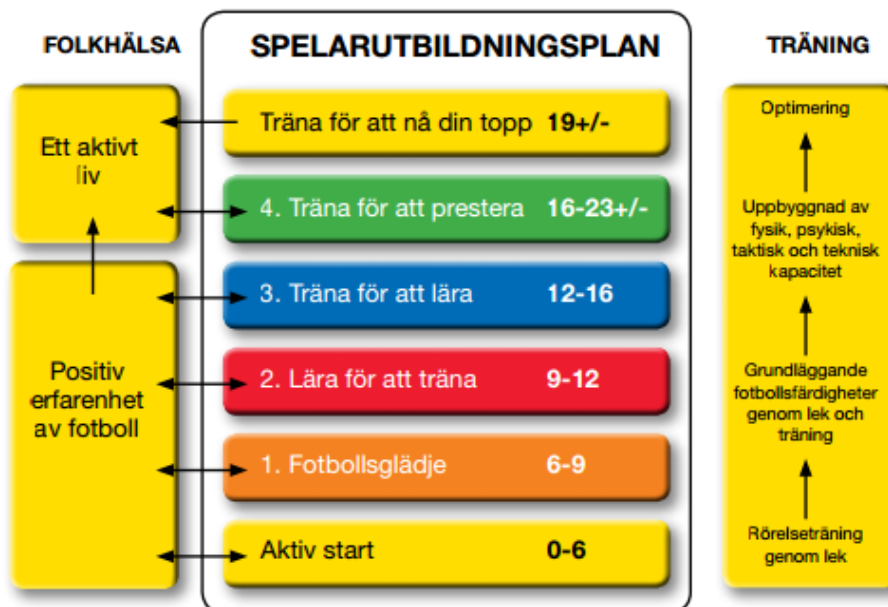 FOLKHÄLSA
Ett aktivt
liv
Positiv
erfarenhet
av fotboll
SPELARUTBILDNINGSPLAN
Träna för att nå din topp 19+/-
4. Träna för att prestera 16-23+/-
3. Träna för att lära 12-16
2. Lära för att träna 9-12
1. Fotbollsglädje 6-9
Aktiv start 0-6
TRÄNING
Optimering
Uppbyggnad av
fysik, psykisk,
taktisk och teknisk
kapacitet
Grundläggande
fotbollsfärdigheter
genom lek och
träning
Rörelseträning
genom lek